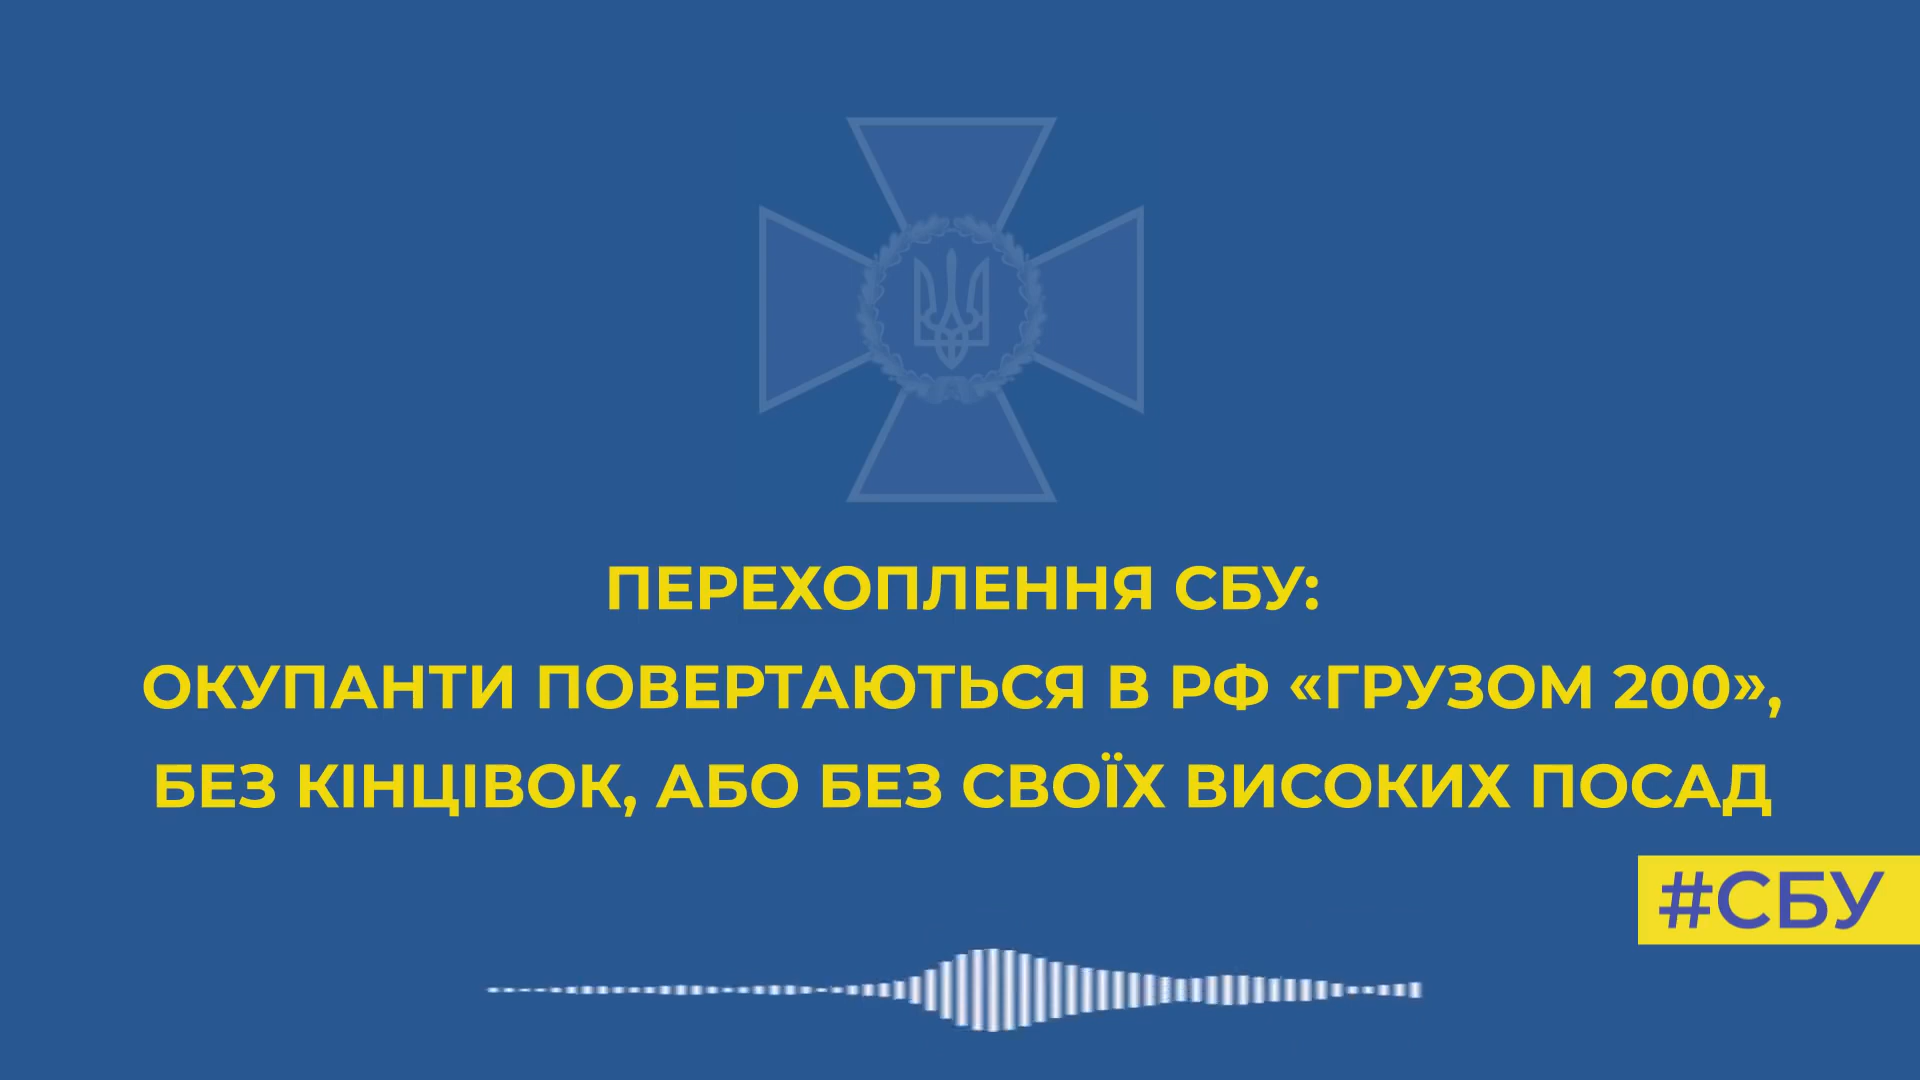 ПЕРЕХОПЛЕННЯ СБУ:
ОКУПАНТИ ПОВЕРТАЮТЬСЯ В РФ «ГРУЗОМ 200»,
БЕЗ КІНЦІВОК, АБО БЕЗ СВОЇХ ВИСОКИХ ПОСАД
#СБУ